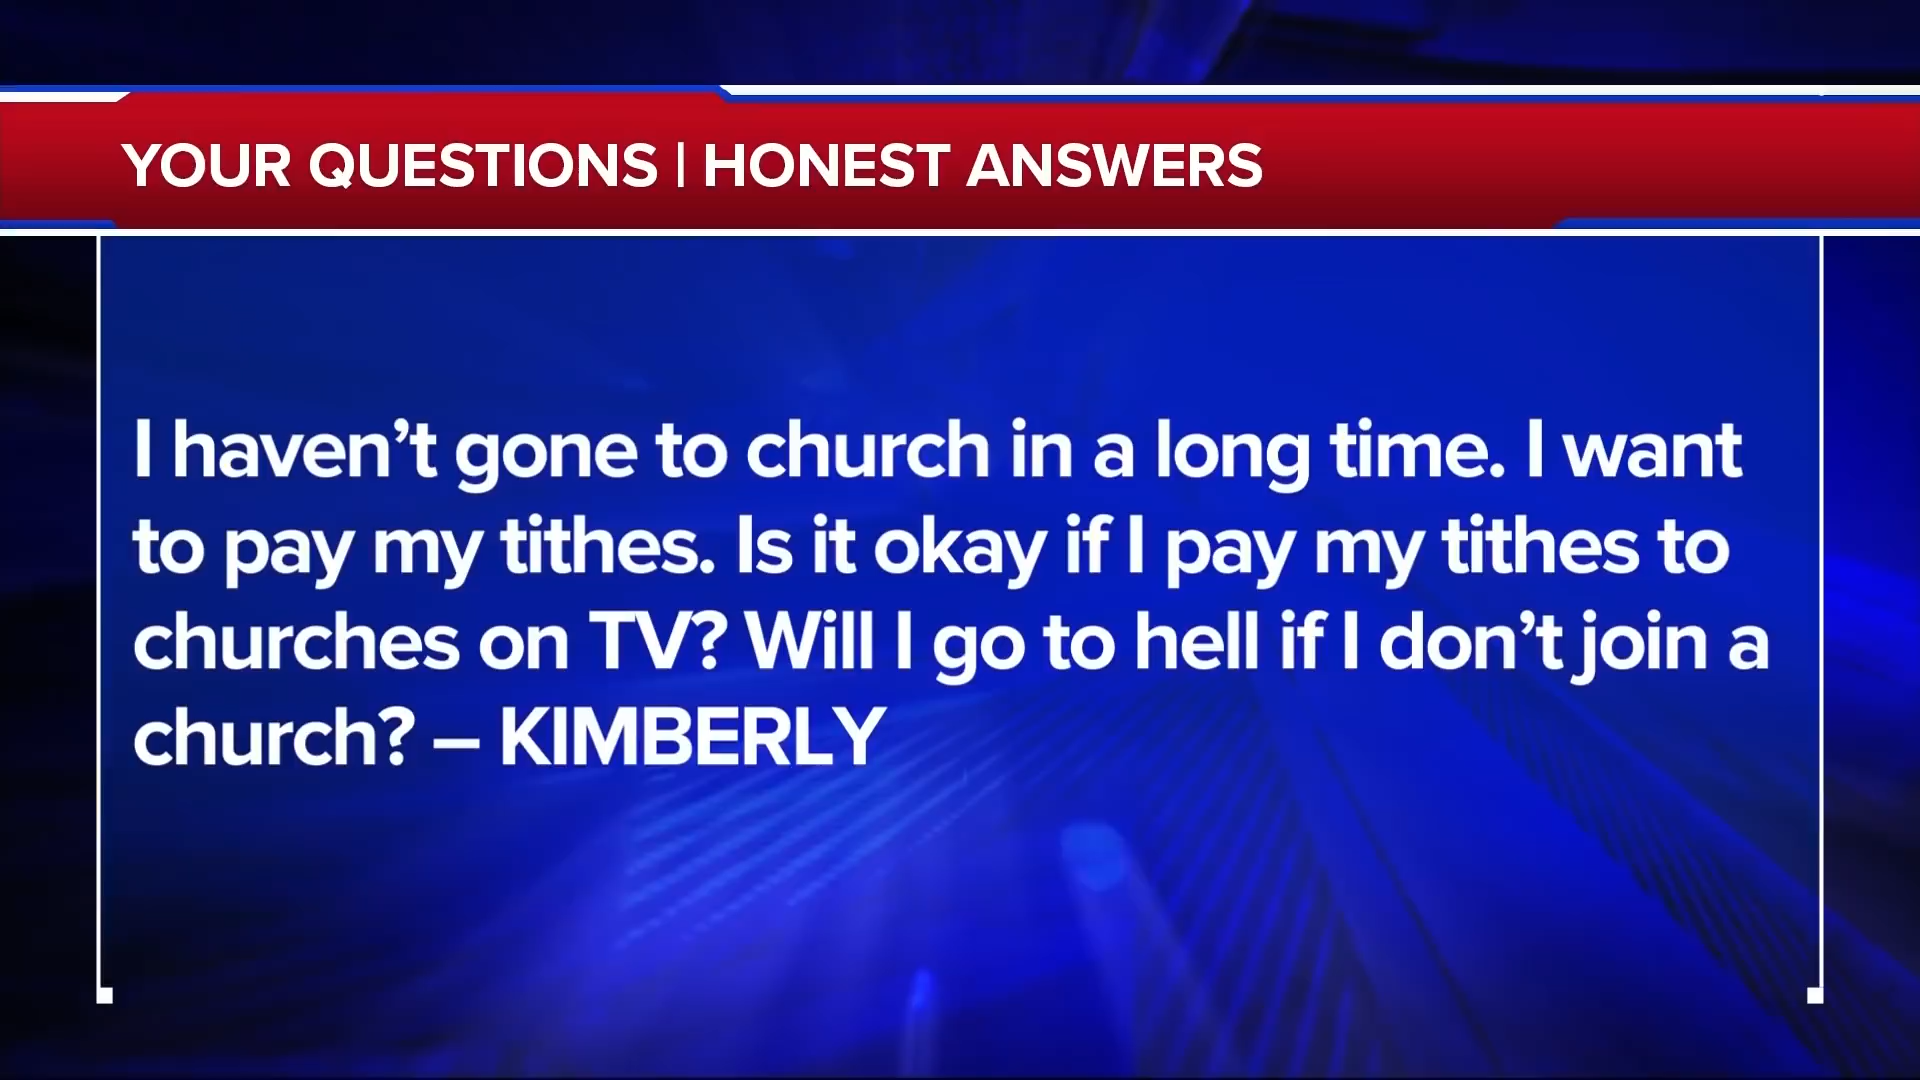 YOUR QUESTIONS | HONEST ANSWERS
I haven’t gone to church in a long time. I want
to pay my tithes. Is it okay if I pay my tithes to
churches on TV? Will I go to hell if I don’t join a
church? – KIMBERLY